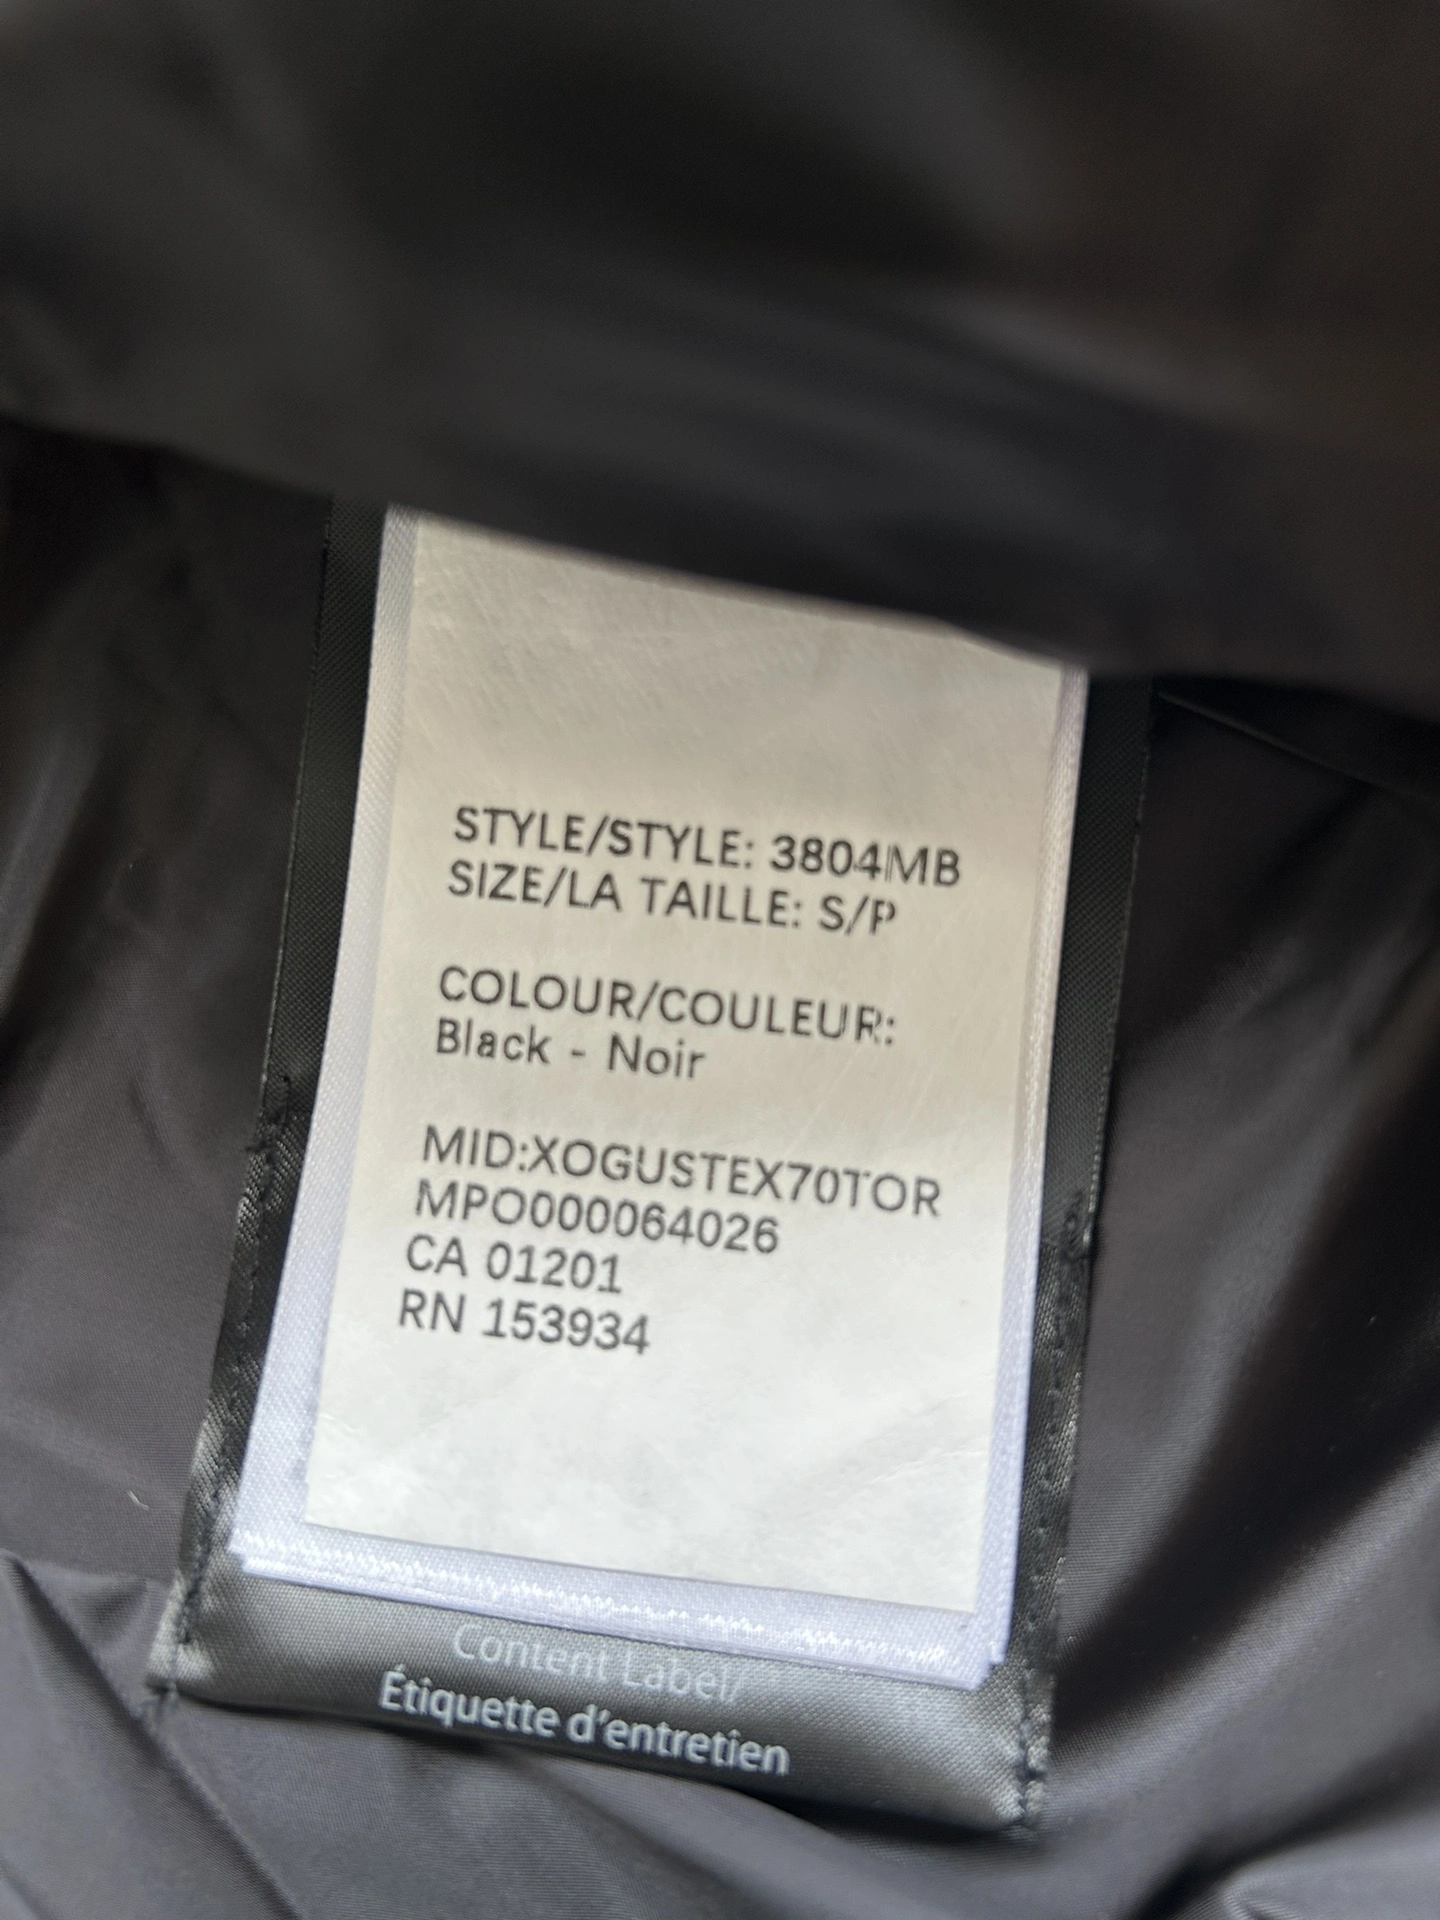 STYLE/STYLE: 3804MB
SIZE/LA TAILLE: S/P
COLOUR/COULEUR:
Black - Noir
MID:XOGUSTEX70TOR
MPO000064026
CA 01201
RN 153934
Content Label/
Étiquette d'entretien